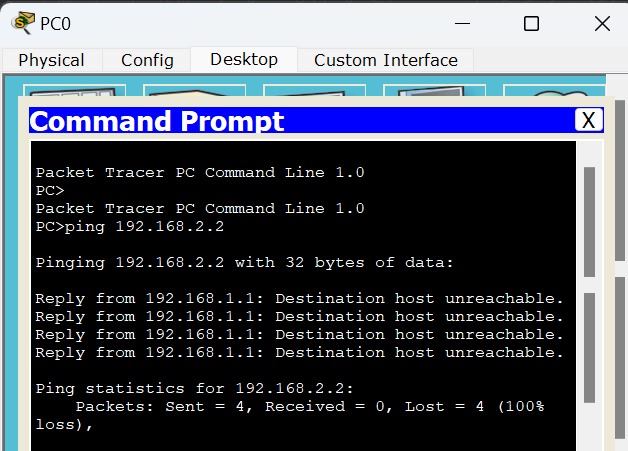 PC0
Physical Config Desktop Custom Interface
Command Prompt X
Packet Tracer PC Command Line 1.0
PC>
Packet Tracer PC Command Line 1.0
PC>ping 192.168.2.2
Pinging 192.168.2.2 with 32 bytes of data:
Reply from 192.168.1.1: Destination host unreachable.
Reply from 192.168.1.1: Destination host unreachable.
Reply from 192.168.1.1: Destination host unreachable.
Reply from 192.168.1.1: Destination host unreachable.
Ping statistics for 192.168.2.2:
Packets: Sent = 4, Received = 0, Lost = 4 (100%
loss),